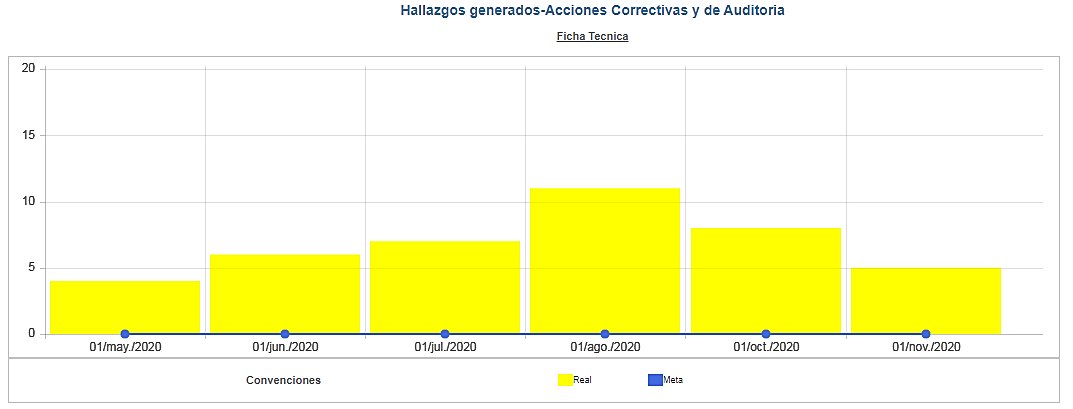 Hallazgos generados-Acciones Correctivas y de Auditoria
Ficha Tecnica
20
15
10
5
0
01/may./2020 01/jun./2020 01/jul./2020 01/ago./2020 01/oct./2020 01/nov./2020
Convenciones Real Meta